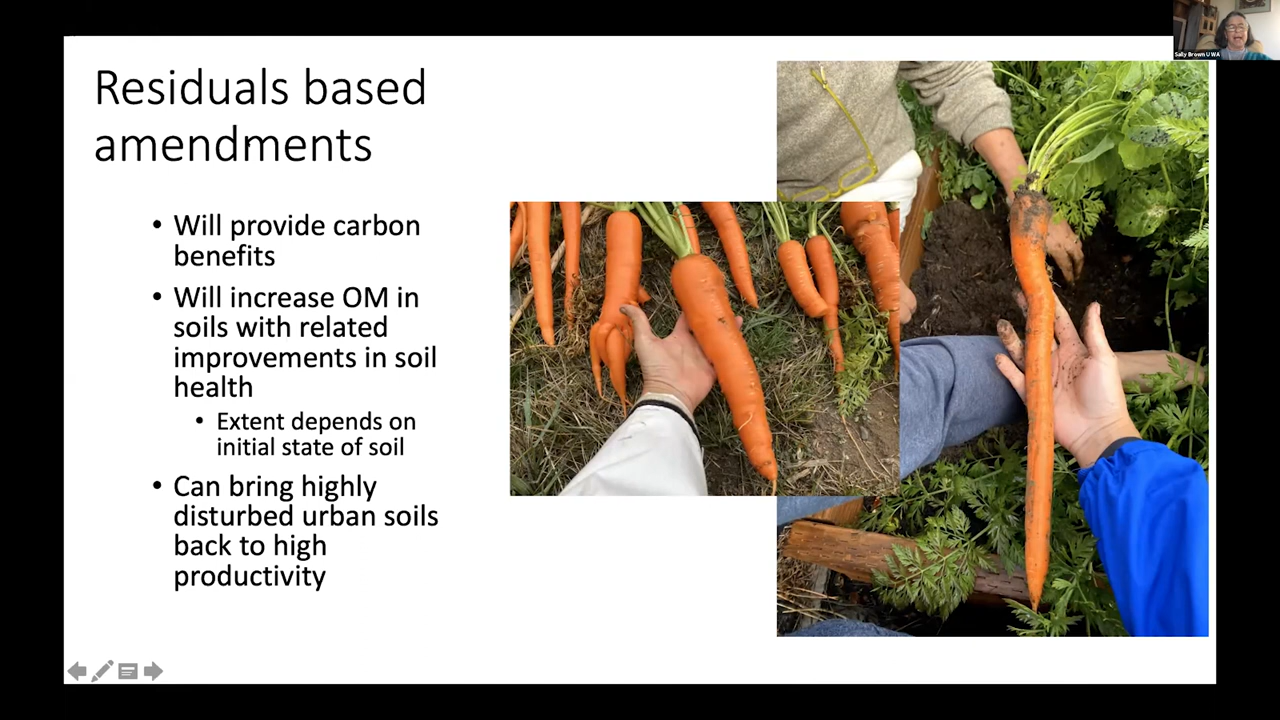 Residuals based
amendments
• Will provide carbon
benefits
• Will increase OM in
soils with related
improvements in soil
health
• Extent depends on
initial state of soil
• Can bring highly
disturbed urban soils
back to high
productivity
Sally Brown U WA